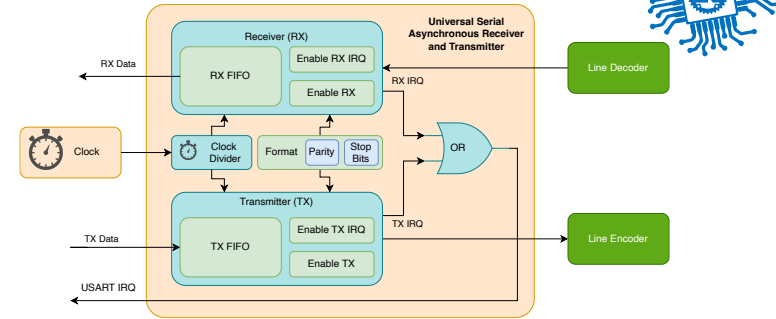 Universal Serial
Asynchronous Receiver
and Transmitter
Receiver (RX)
RX FIFO
Enable RX IRQ
Enable RX
RX Data
RX IRQ
Line Decoder
Clock
Clock
Divider
Format
Parity
Stop
Bits
OR
Transmitter (TX)
TX FIFO
Enable TX IRQ
Enable TX
TX Data
TX IRQ
Line Encoder
USART IRQ